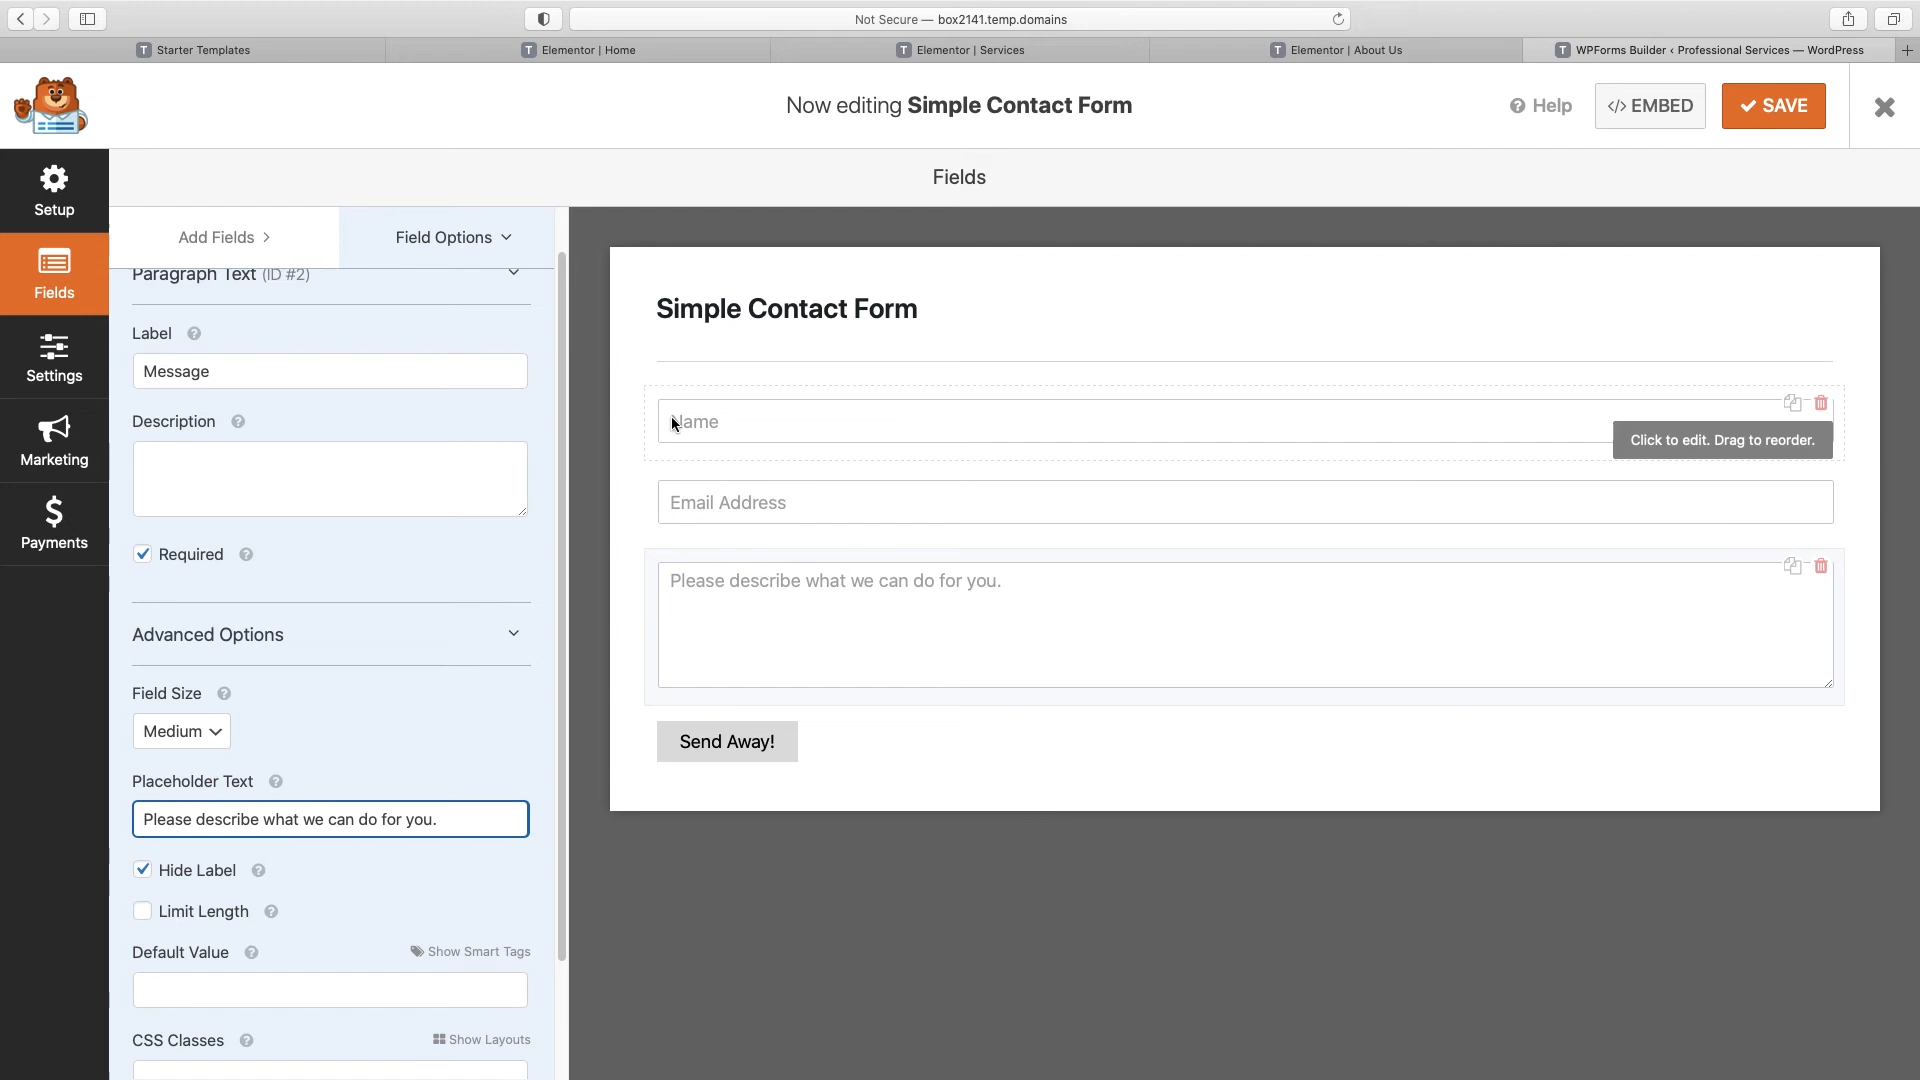 Not Secure — box2141.temp.domains
T Starter Templates
T Elementor | Home
T Elementor | Services
T Elementor | About Us
T WPForms Builder ‹ Professional Services — WordPress
Now editing Simple Contact Form
Help
</> EMBED
SAVE
Setup
Fields
Settings
Marketing
Payments
Fields
Add Fields
Field Options
Paragraph Text (ID #2)
Label
Message
Description
Required
Advanced Options
Field Size
Medium
Placeholder Text
Please describe what we can do for you.
Hide Label
Limit Length
Default Value
Show Smart Tags
CSS Classes
Show Layouts
Simple Contact Form
Name
Click to edit. Drag to reorder.
Email Address
Please describe what we can do for you.
Send Away!